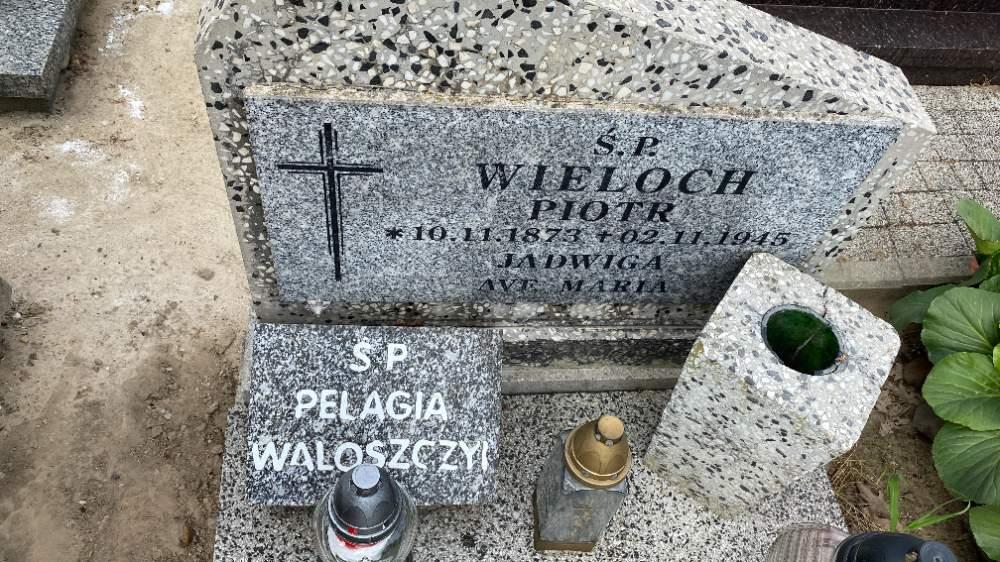 Ś.P.
WIELOCH
PIOTR
*10.11.1873 +02.11.1945
JADWIGA
AVE MARIA
S P
PELAGIA
WALOSZCZYK